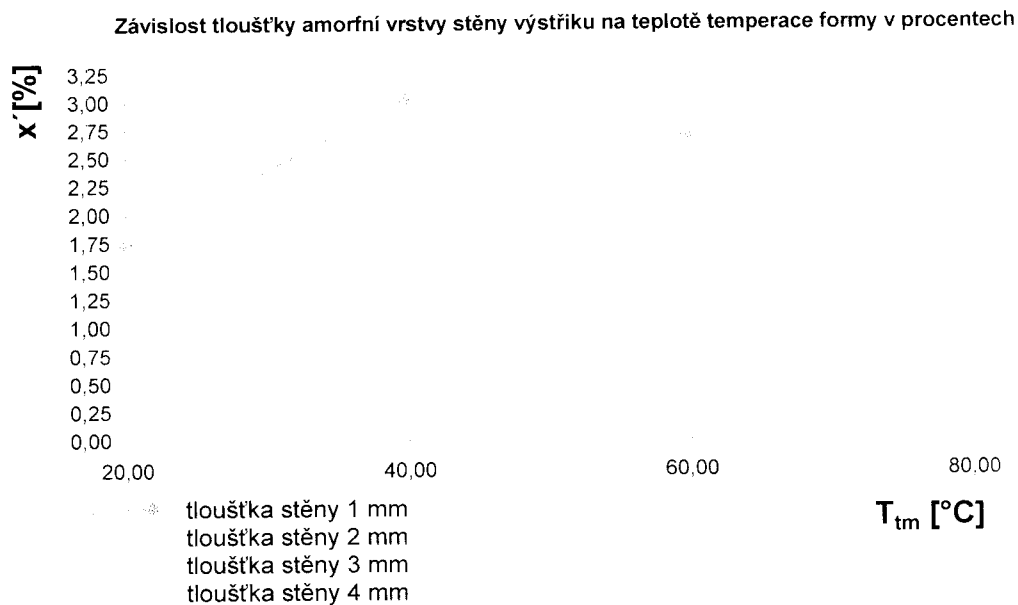 Závislost tloušťky amorfní vrstvy stěny výstřiku na teplotě temperace formy v procentech
x´[%]
3,25
3,00
2,75
2,50
2,25
2,00
1,75
1,50
1,25
1,00
0,75
0,50
0,25
0,00
20,00 40,00 60,00 80,00
T_tm [°C]
tloušťka stěny 1 mm
tloušťka stěny 2 mm
tloušťka stěny 3 mm
tloušťka stěny 4 mm